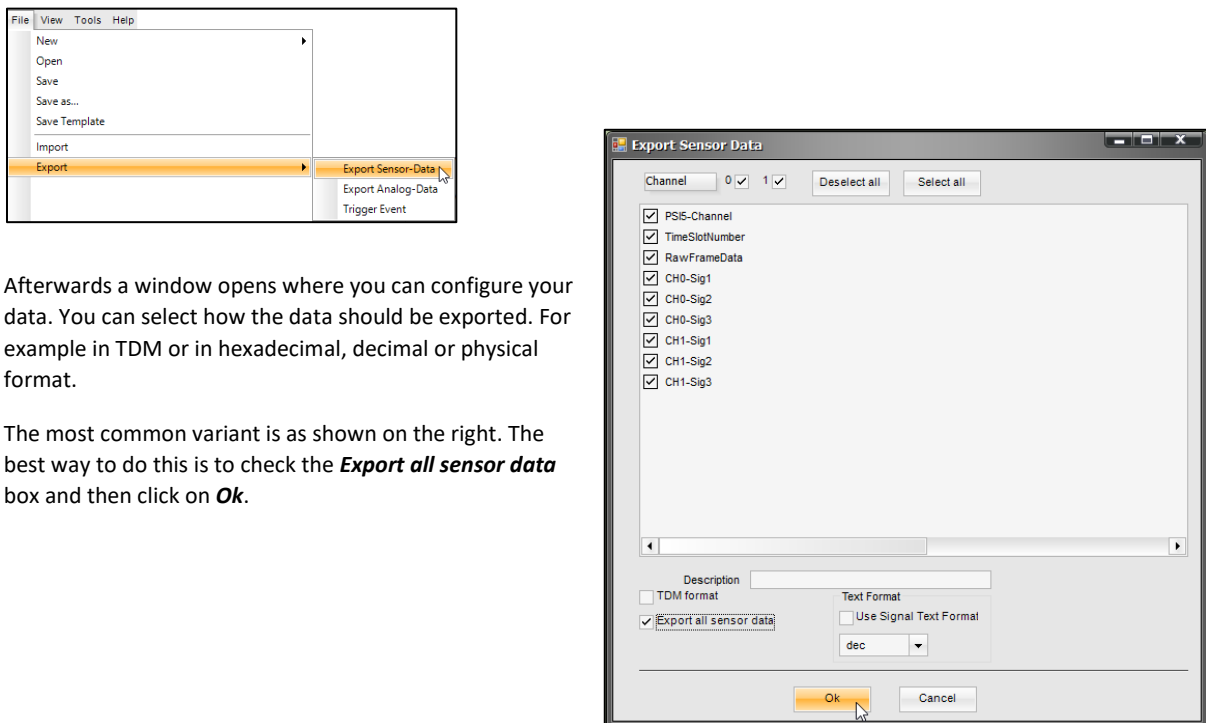 File View Tools Help
New
Open
Save
Save as...
Save Template
Import
Export
Export Sensor-Data
Export Analog-Data
Trigger Event
Afterwards a window opens where you can configure your
data. You can select how the data should be exported. For
example in TDM or in hexadecimal, decimal or physical
format.
The most common variant is as shown on the right. The
best way to do this is to check the Export all sensor data
box and then click on Ok.
Export Sensor Data
Channel 0 1 Deselect all Select all
PSI5-Channel
TimeSlotNumber
RawFrameData
CH0-Sig1
CH0-Sig2
CH0-Sig3
CH1-Sig1
CH1-Sig2
CH1-Sig3
Description
TDM format
Text Format
Use Signal Text Format
Export all sensor data
dec
Ok Cancel